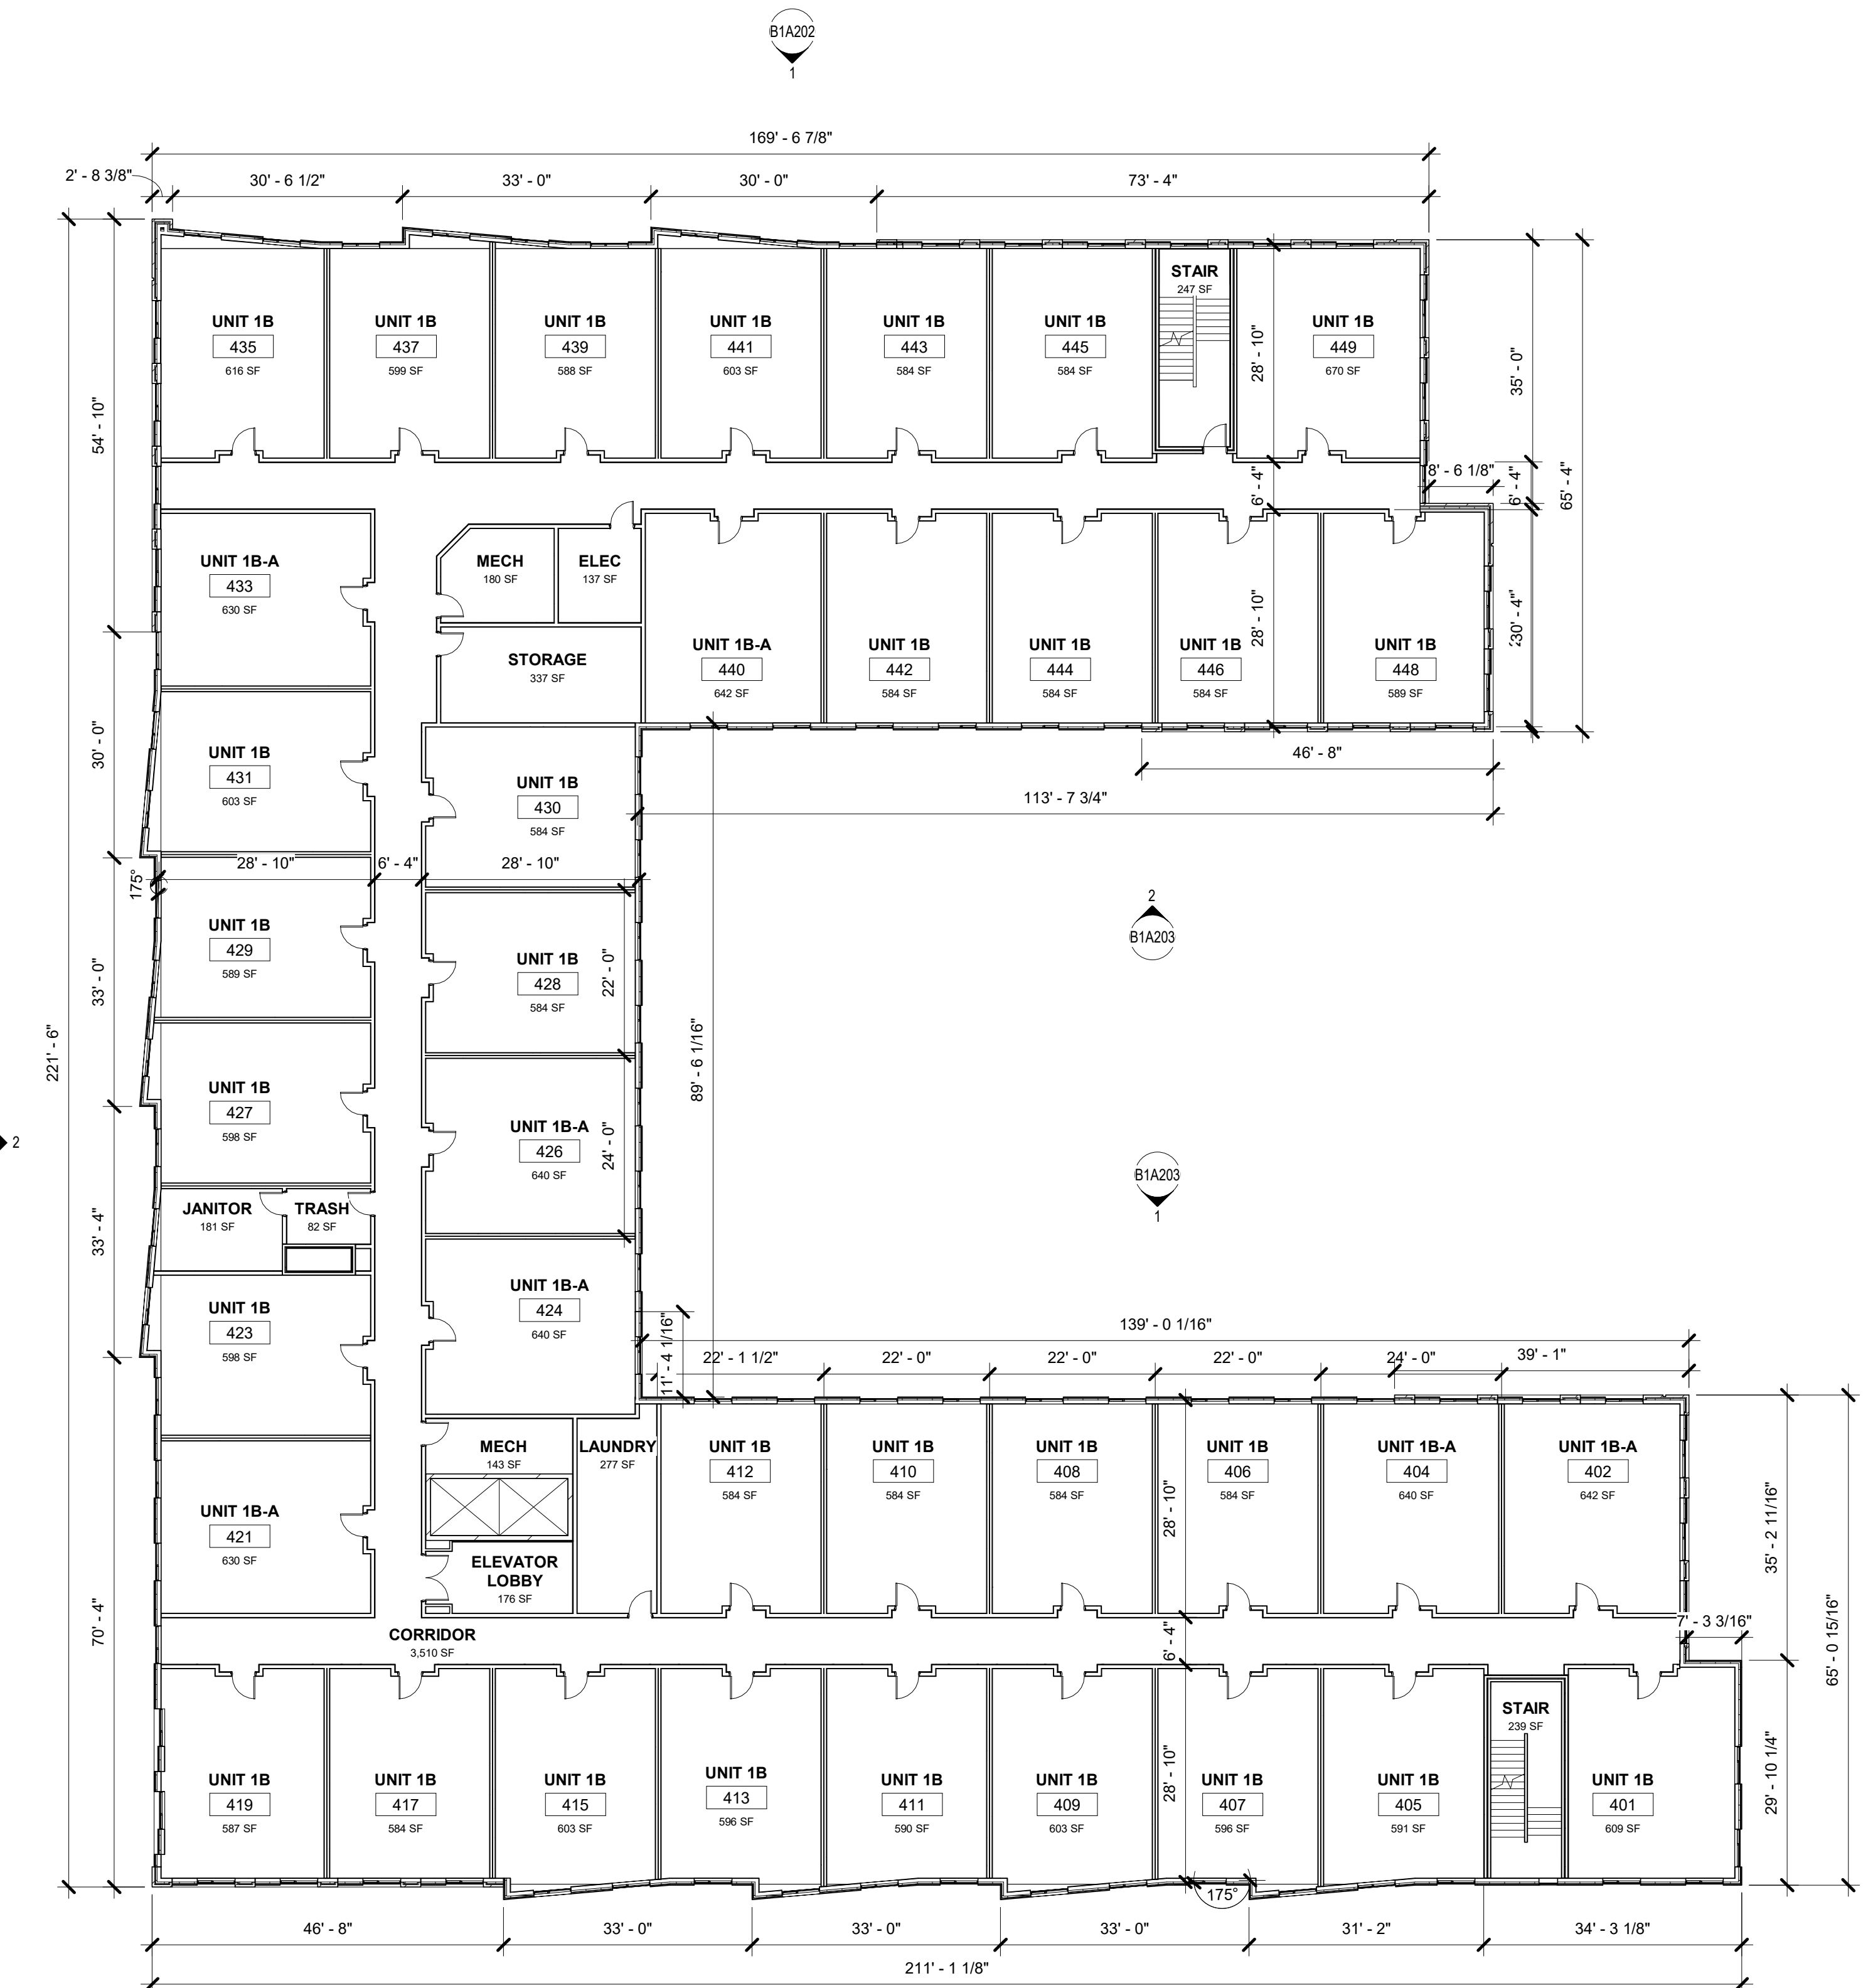 B1A202
1
169' - 6 7/8"
2' - 8 3/8"
30' - 6 1/2"
33' - 0"
30' - 0"
73' - 4"
UNIT 1B
435
616 SF
UNIT 1B
437
599 SF
UNIT 1B
439
588 SF
UNIT 1B
441
603 SF
UNIT 1B
443
584 SF
UNIT 1B
445
584 SF
STAIR
247 SF
UNIT 1B
449
670 SF
28' - 10"
35' - 0"
54' - 10"
8' - 6 1/8"
6' - 4"
6' - 4"
65' - 4"
UNIT 1B-A
433
630 SF
MECH
180 SF
ELEC
137 SF
STORAGE
337 SF
UNIT 1B-A
440
642 SF
UNIT 1B
442
584 SF
UNIT 1B
444
584 SF
UNIT 1B
446
584 SF
28' - 10"
UNIT 1B
448
589 SF
30' - 4"
46' - 8"
113' - 7 3/4"
30' - 0"
UNIT 1B
431
603 SF
UNIT 1B
430
584 SF
28' - 10"
6' - 4"
28' - 10"
175°
UNIT 1B
429
589 SF
33' - 0"
UNIT 1B
428
584 SF
22' - 0"
2
B1A203
221' - 6"
89' - 6 1/16"
UNIT 1B
427
598 SF
UNIT 1B-A
426
640 SF
24' - 0"
2
B1A203
1
JANITOR
181 SF
TRASH
82 SF
33' - 4"
UNIT 1B
423
598 SF
UNIT 1B-A
424
640 SF
11' - 4 1/16"
139' - 0 1/16"
22' - 1 1/2"
22' - 0"
22' - 0"
22' - 0"
24' - 0"
39' - 1"
UNIT 1B-A
421
630 SF
MECH
143 SF
LAUNDRY
277 SF
UNIT 1B
412
584 SF
UNIT 1B
410
584 SF
UNIT 1B
408
584 SF
UNIT 1B
406
584 SF
UNIT 1B-A
404
640 SF
UNIT 1B-A
402
642 SF
28' - 10"
35' - 2 11/16"
ELEVATOR
LOBBY
176 SF
70' - 4"
CORRIDOR
3,510 SF
6' - 4"
7' - 3 3/16"
65' - 0 15/16"
UNIT 1B
419
587 SF
UNIT 1B
417
584 SF
UNIT 1B
415
603 SF
UNIT 1B
413
596 SF
UNIT 1B
411
590 SF
UNIT 1B
409
603 SF
28' - 10"
UNIT 1B
407
596 SF
UNIT 1B
405
591 SF
STAIR
239 SF
UNIT 1B
401
609 SF
29' - 10 1/4"
175°
46' - 8"
33' - 0"
33' - 0"
33' - 0"
31' - 2"
34' - 3 1/8"
211' - 1 1/8"